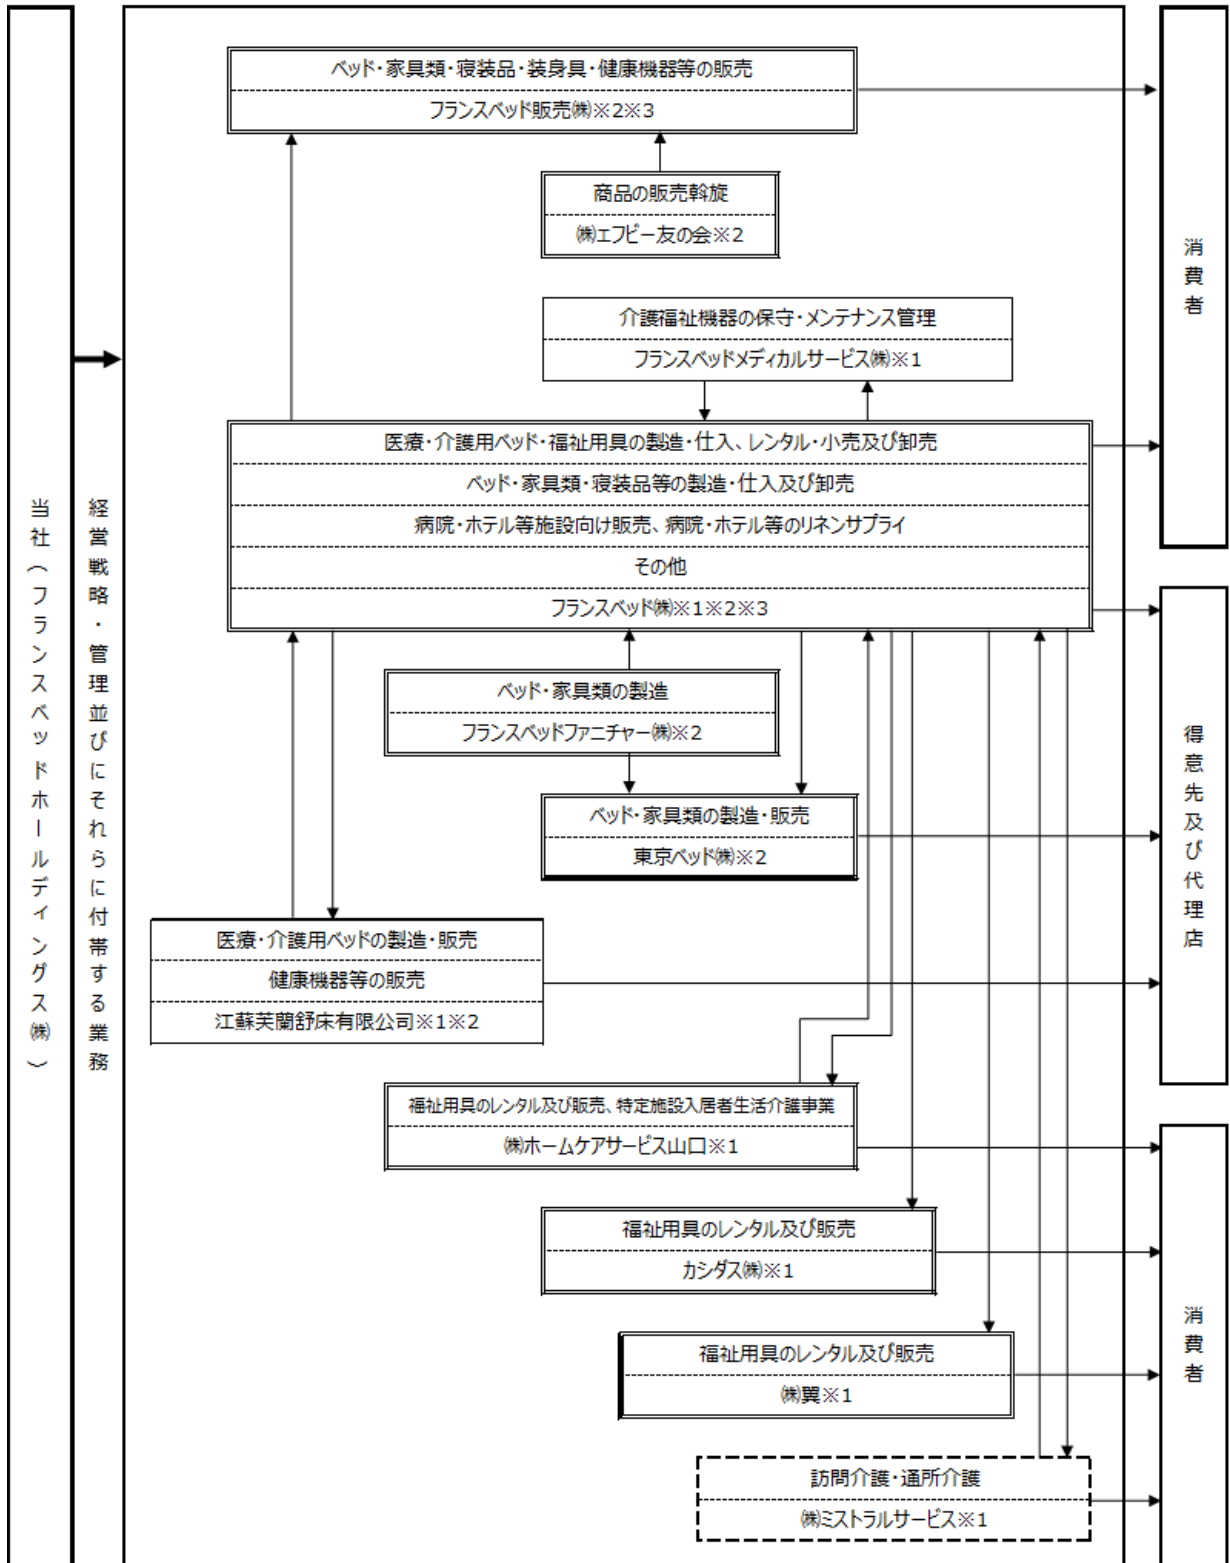 当社（フランスベッドホールディングス㈱）
経営戦略・管理並びにそれらに付帯する業務
ベッド・家具類・寝装品・装身具・健康機器等の販売
フランスベッド販売㈱※2※3
商品の販売斡旋
㈱エフビー友の会※2
介護福祉機器の保守・メンテナンス管理
フランスベッドメディカルサービス㈱※1
消費者
医療・介護用ベッド・福祉用具の製造・仕入、レンタル・小売及び卸売
ベッド・家具類・寝装品等の製造・仕入及び卸売
病院・ホテル等施設向け販売、病院・ホテル等のリネンサプライ
その他
フランスベッド㈱※1※2※3
ベッド・家具類の製造
フランスベッドファニチャー㈱※2
ベッド・家具類の製造・販売
東京ベッド㈱※2
得意先及び代理店
医療・介護用ベッドの製造・販売
健康機器等の販売
江蘇芙蘭舒床有限公司※1※2
福祉用具のレンタル及び販売、特定施設入居者生活介護事業
㈱ホームケアサービス山口※1
福祉用具のレンタル及び販売
カシダス㈱※1
福祉用具のレンタル及び販売
㈱翼※1
消費者
訪問介護・通所介護
㈱ミストラルサービス※1